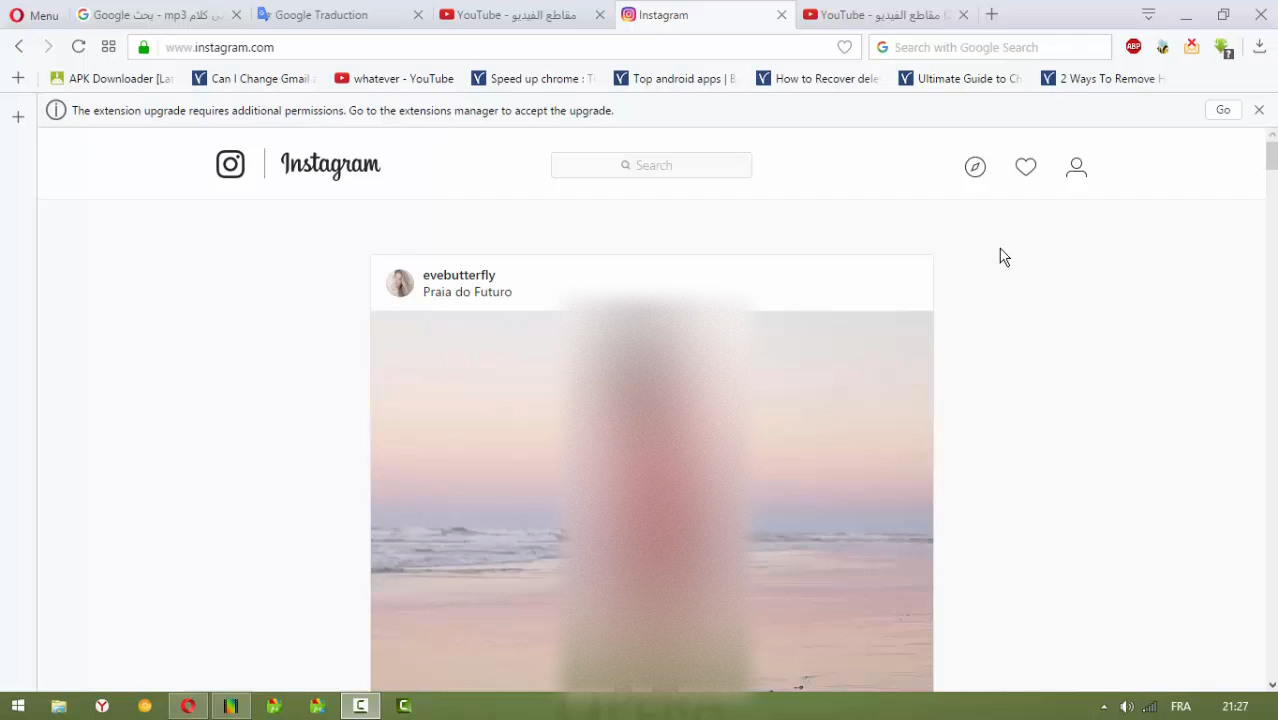 Menu
Google بحث - mp3 كلام
Google Traduction
YouTube - مقاطع الفيديو
Instagram
YouTube - مقاطع الفيديو
www.instagram.com
Search with Google Search
APK Downloader [Lat
Can I Change Gmail
whatever - YouTube
Speed up chrome : T
Top android apps | B
How to Recover dele
Ultimate Guide to Ch
2 Ways To Remove
The extension upgrade requires additional permissions. Go to the extensions manager to accept the upgrade.
Go
Instagram
Search
evebutterfly
Praia do Futuro
FRA
21:27